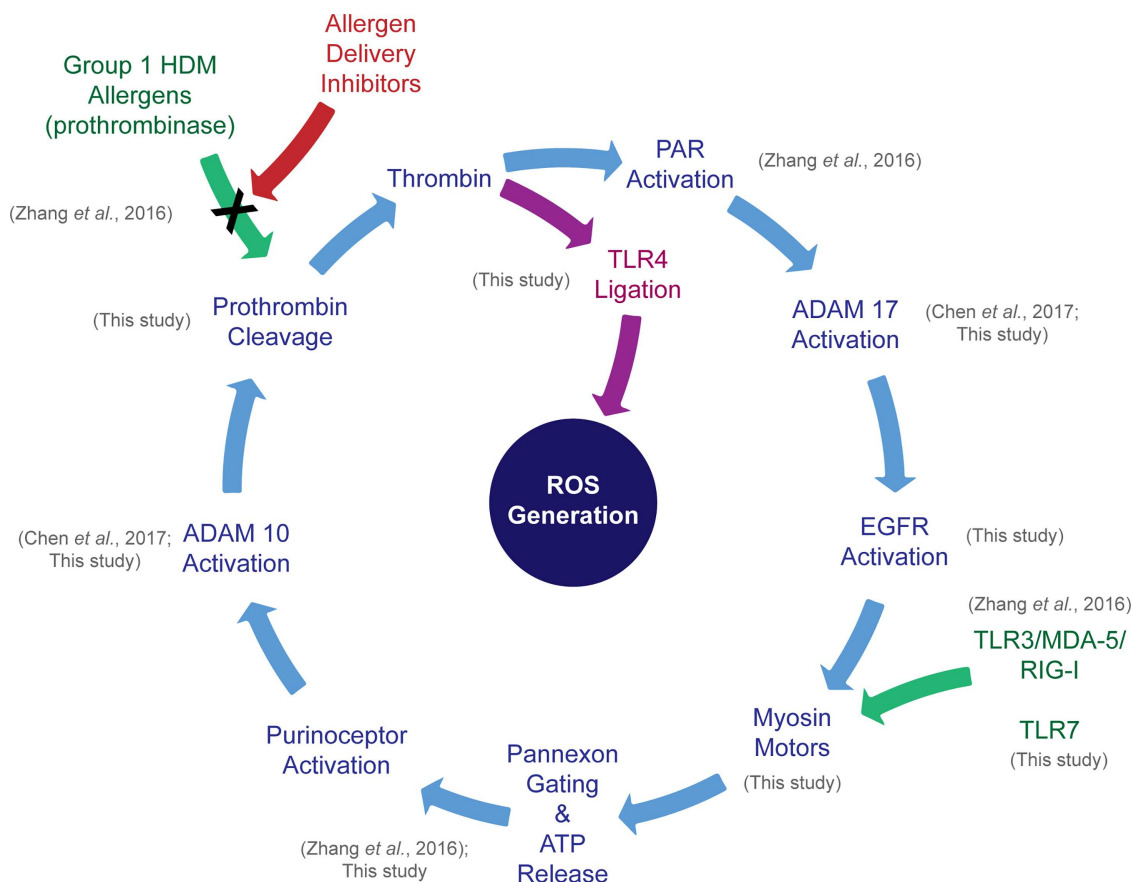 Allergen
Delivery
Inhibitors
Group 1 HDM
Allergens
(prothrombinase)
(Zhang et al., 2016)
X
Thrombin
PAR
Activation
(Zhang et al., 2016)
TLR4
Ligation
(This study)
ADAM 17
Activation
(Chen et al., 2017;
This study)
Prothrombin
Cleavage
(This study)
ROS
Generation
EGFR
Activation
(This study)
ADAM 10
Activation
(Chen et al., 2017;
This study)
(Zhang et al., 2016)
TLR3/MDA-5/
RIG-I
TLR7
(This study)
Myosin
Motors
(This study)
Pannexon
Gating
&
ATP
Release
(Zhang et al., 2016);
This study
Purinoceptor
Activation